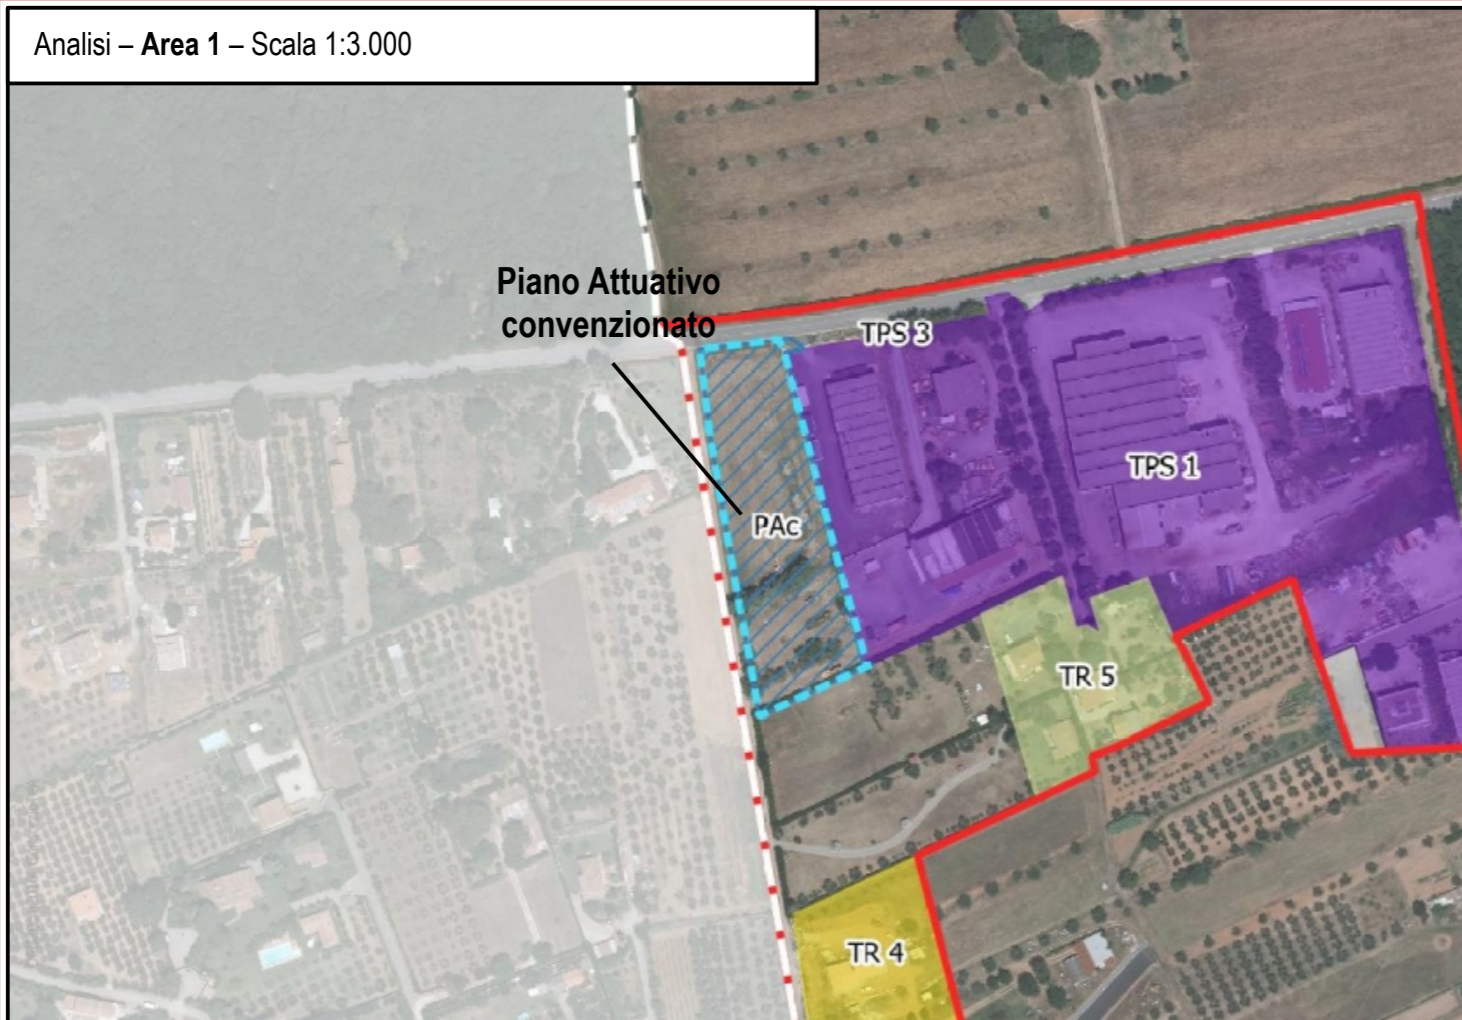 Analisi – Area 1 – Scala 1:3.000
Piano Attuativo
convenzionato
TPS 3
TPS 1
PAc
TR 5
TR 4